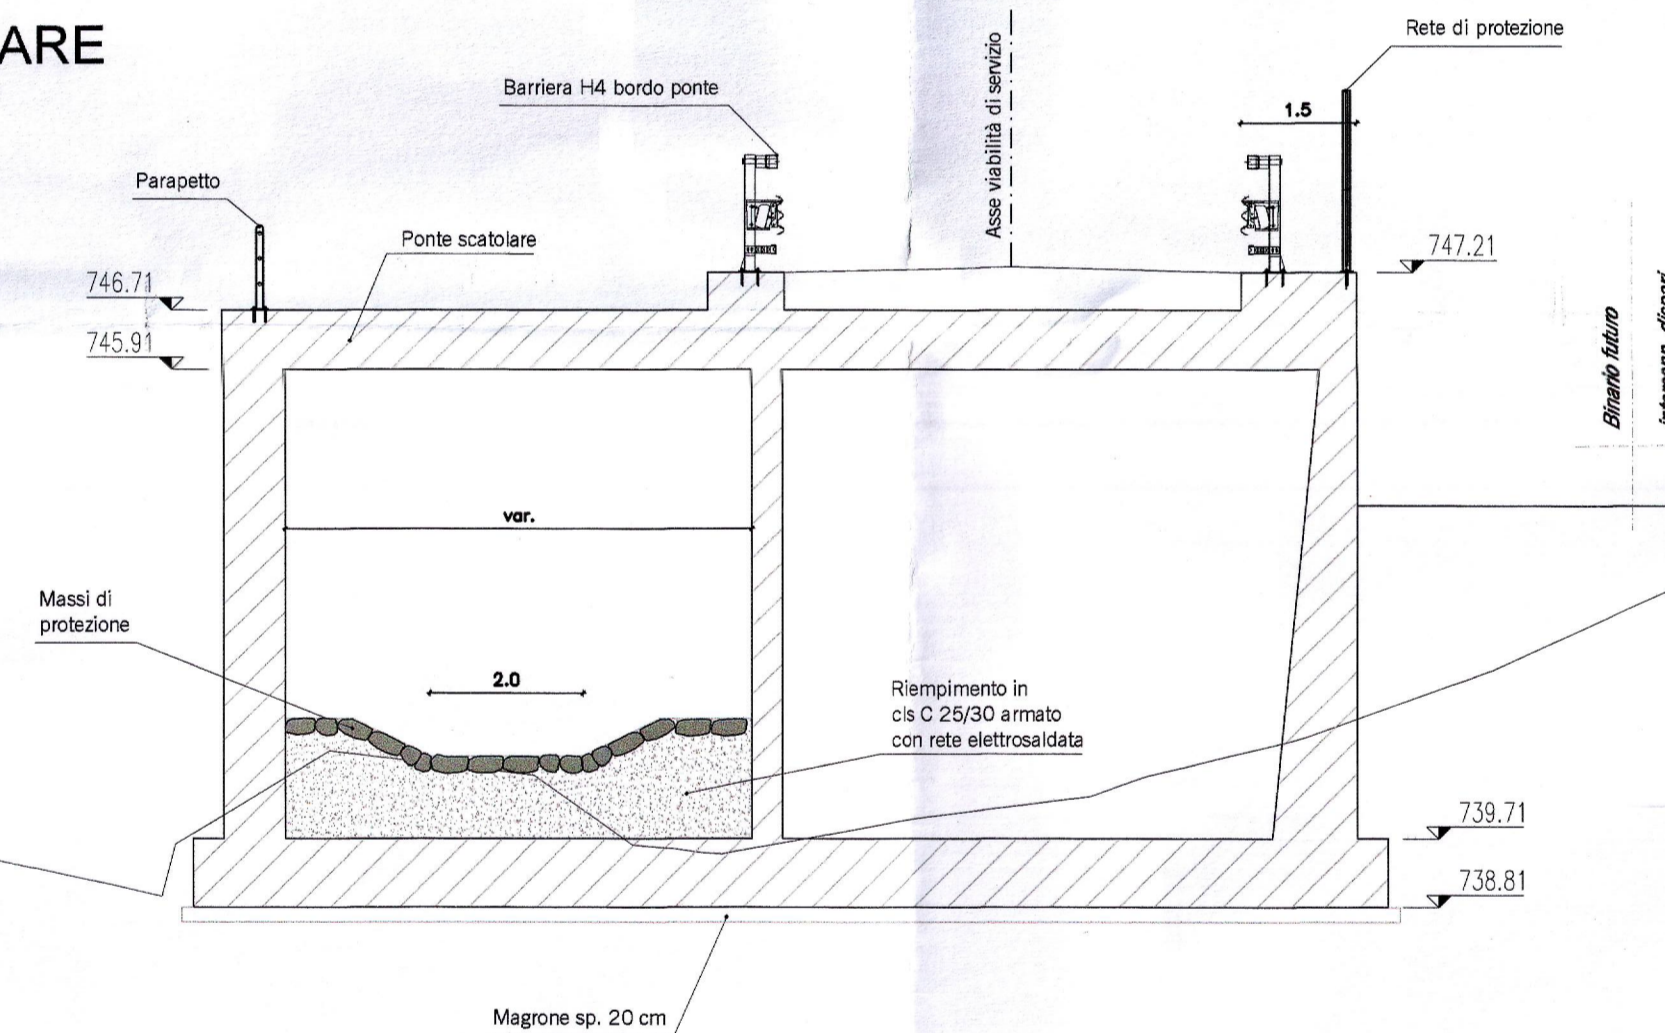 ARE
Rete di protezione
Barriera H4 bordo ponte
Asse viabilità di servizio
1.5
Parapetto
Ponte scatolare
746.71
747.21
745.91
Binario futuro
var.
Massi di
protezione
2.0
Riempimento in
cls C 25/30 armato
con rete elettrosaldata
739.71
738.81
Magrone sp. 20 cm